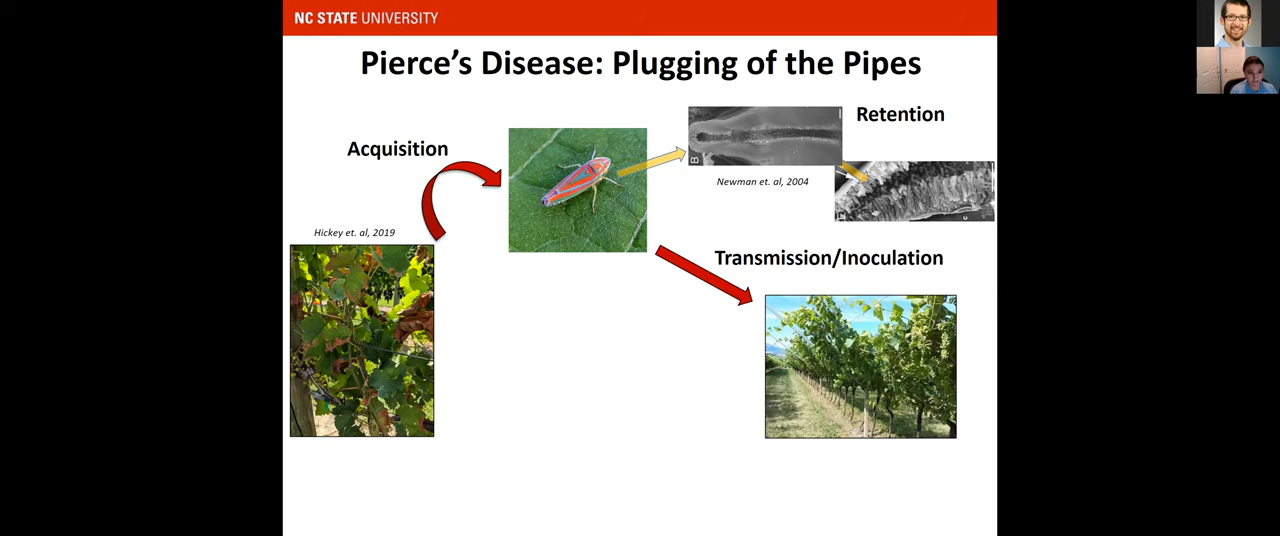 NC STATE UNIVERSITY
Pierce's Disease: Plugging of the Pipes
Acquisition
Retention
B
Newman et. al, 2004
c
Hickey et. al, 2019
Transmission/Inoculation